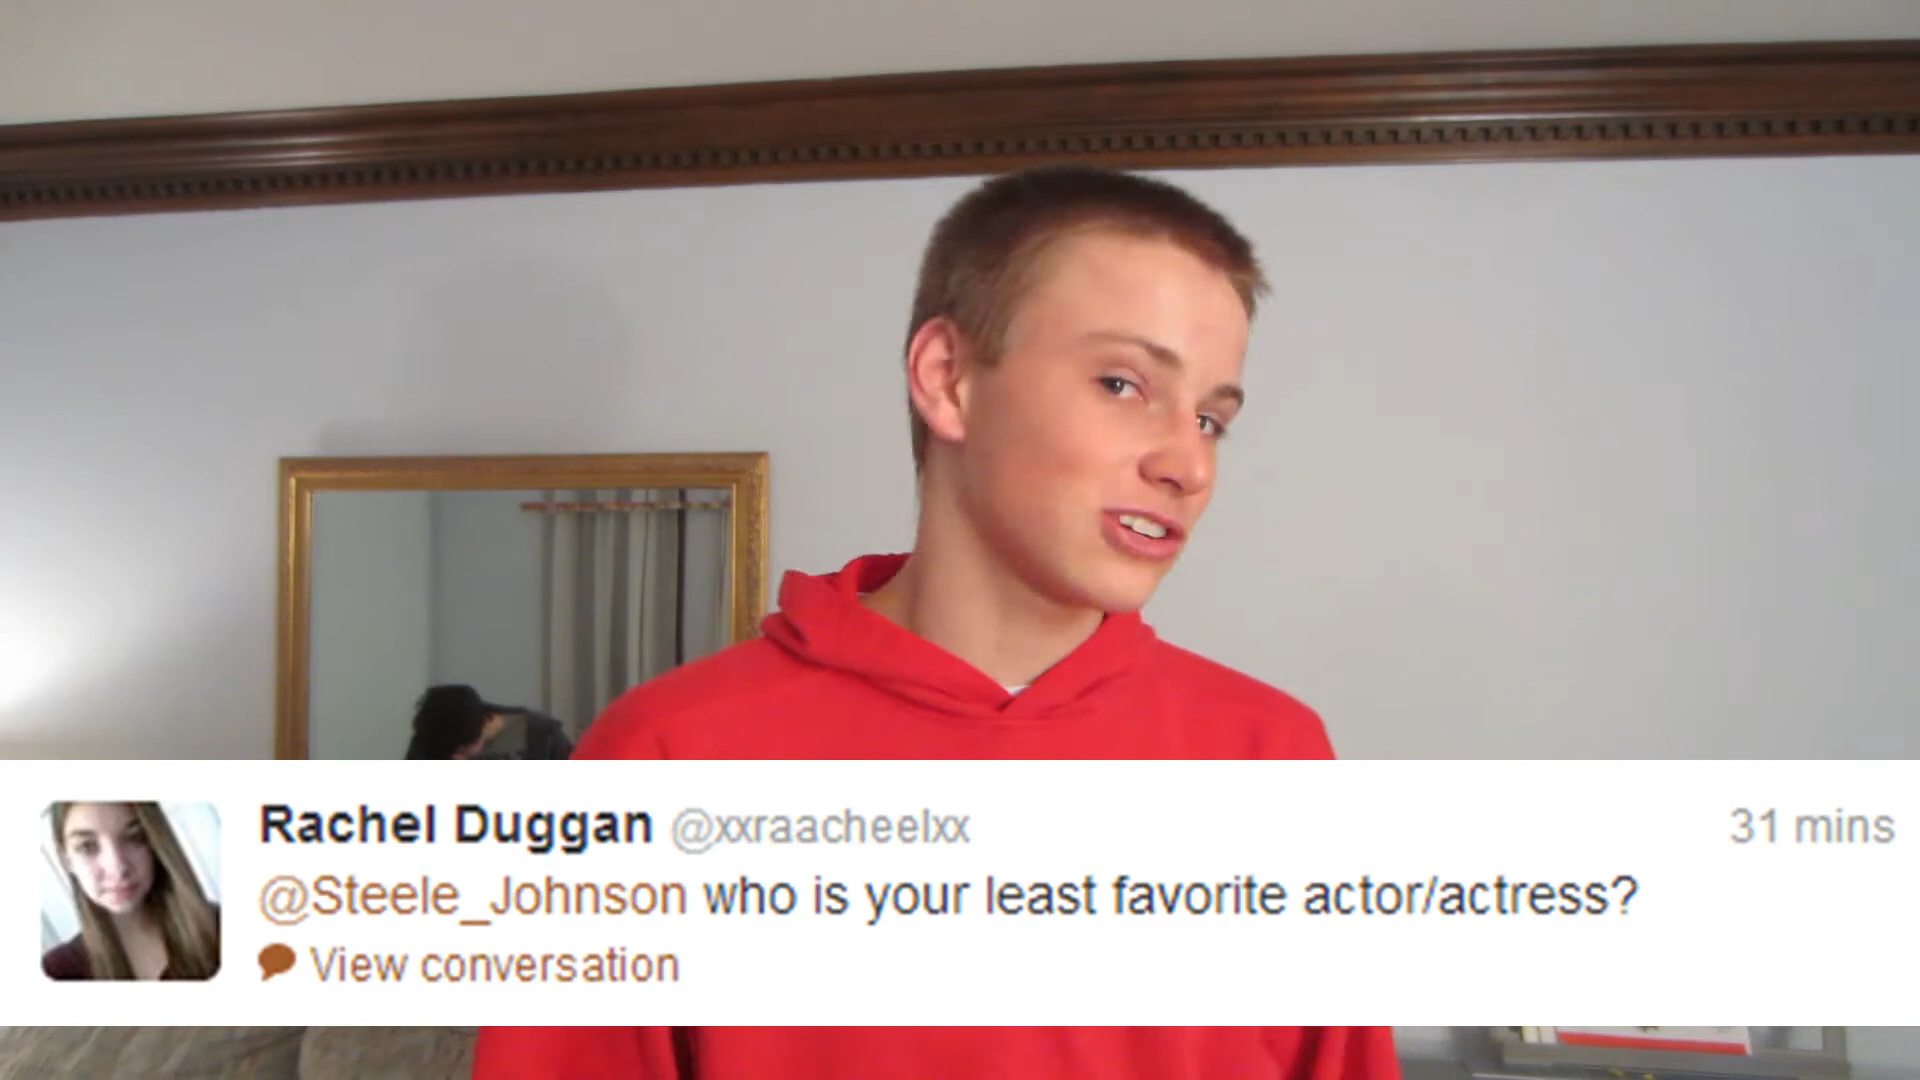 Rachel Duggan @xxraacheelxx 31 mins
@Steele_Johnson who is your least favorite actor/actress?
View conversation